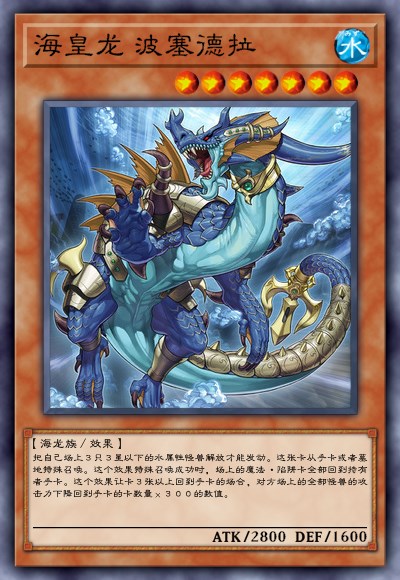 海皇龙 波塞德拉
水
【海龙族／效果】
把自己场上3只3星以下的水属性怪兽解放才能发动。这张卡从手卡或者墓
地特殊召唤。这个效果特殊召唤成功时，场上的魔法·陷阱卡全部回到持有
者手卡。这个效果让卡3张以上回到手卡的场合，对方场上的全部怪兽的攻
击力下降回到手卡的卡数量×３００的数值。
ATK/2800 DEF/1600